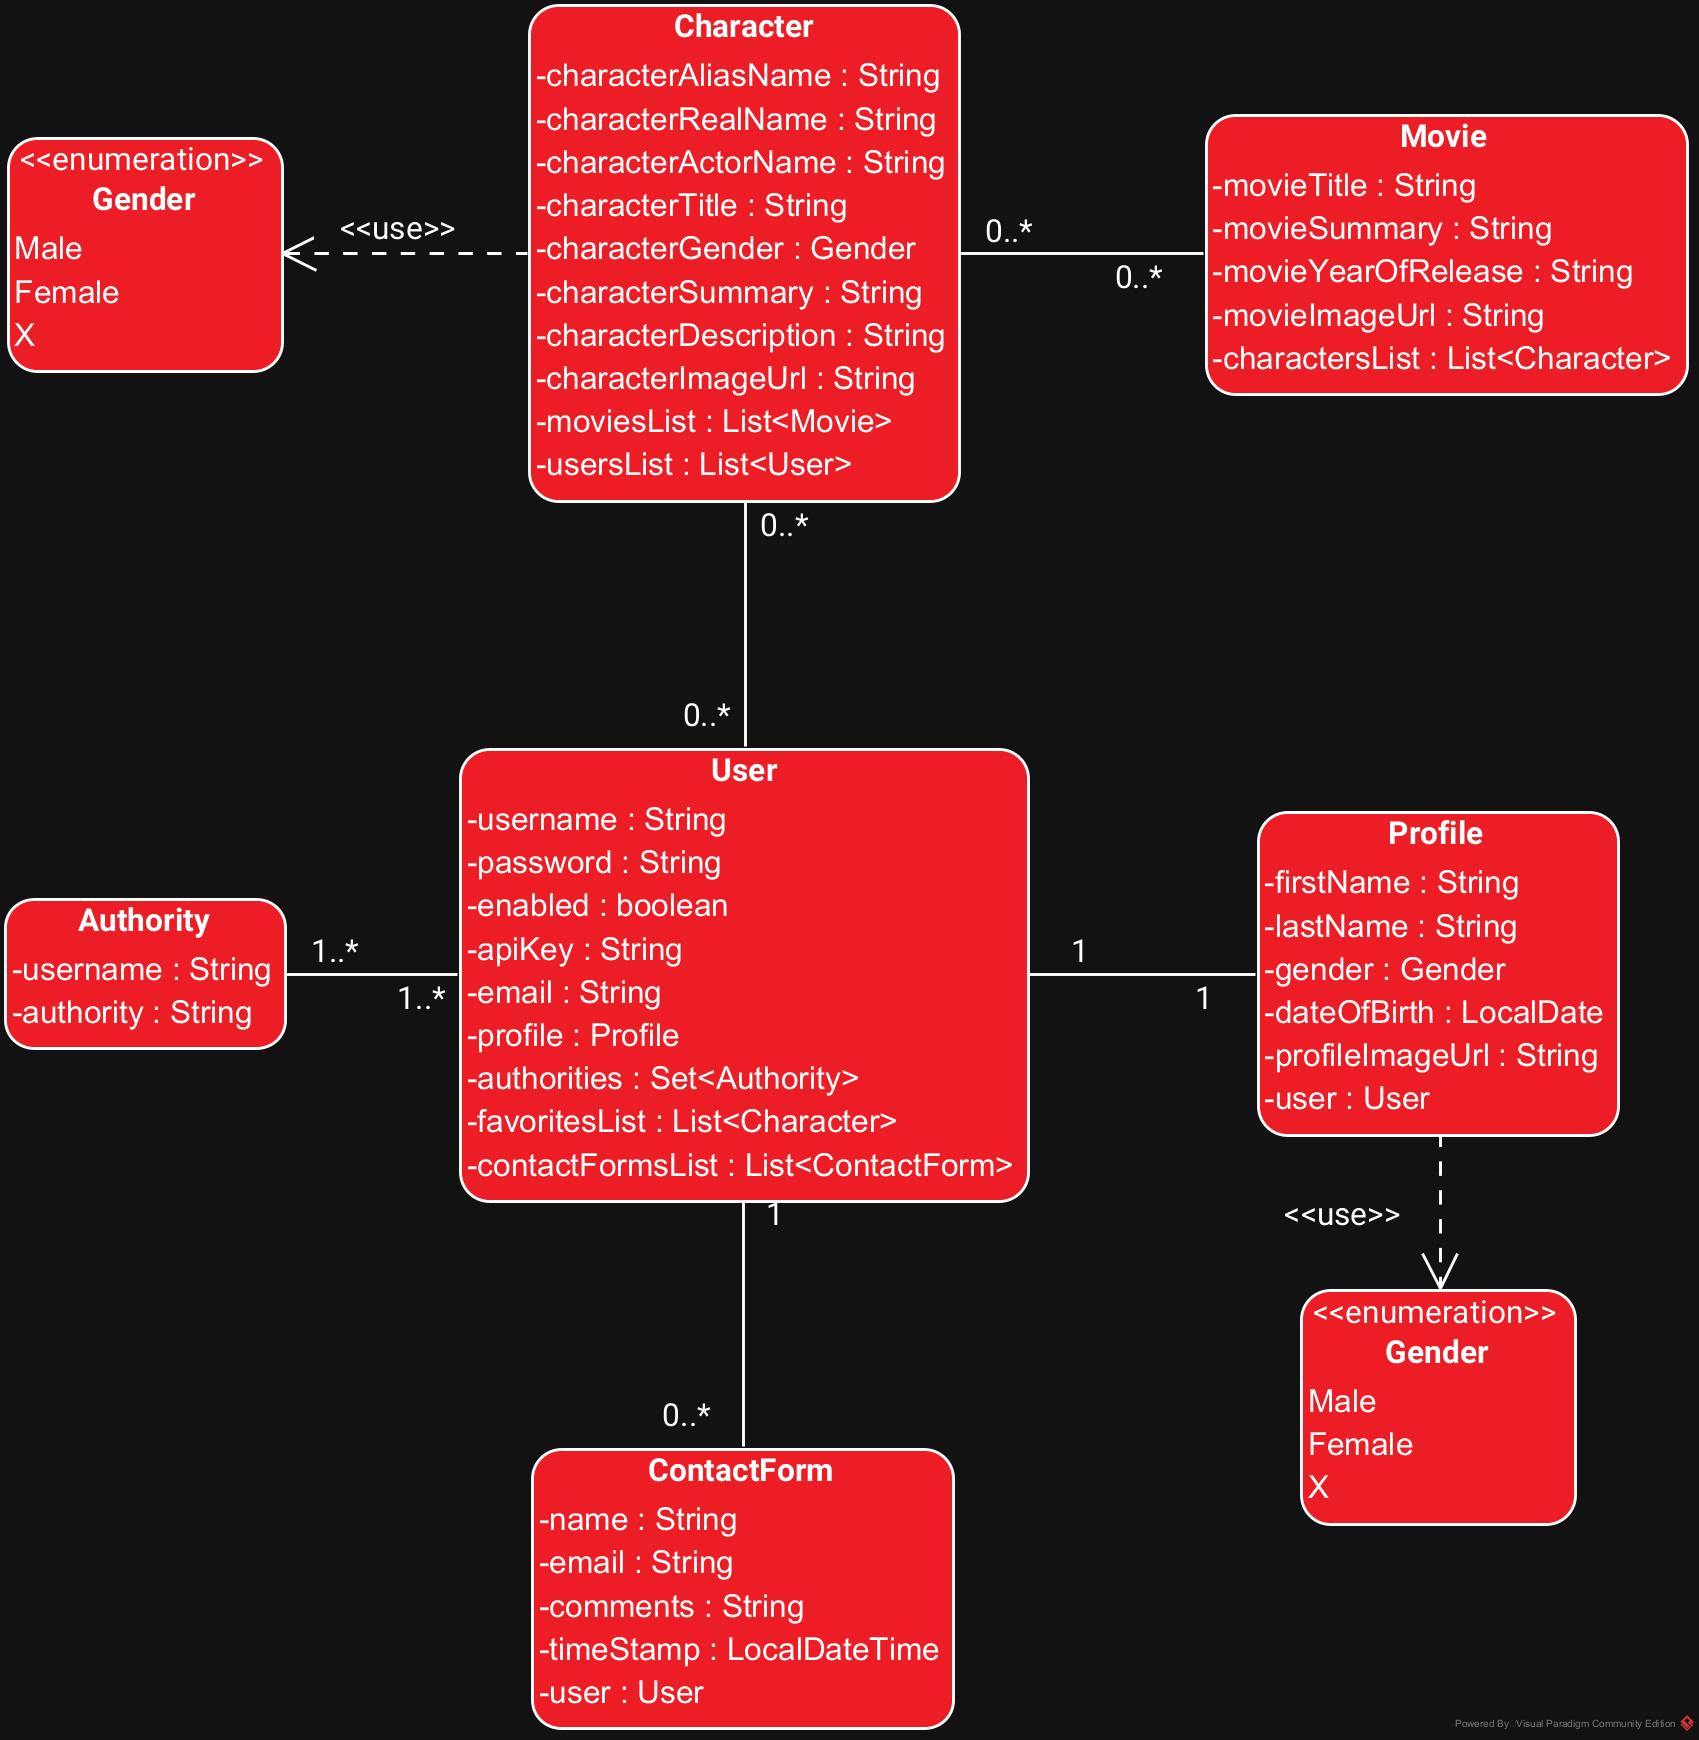 Character
-characterAliasName : String
-characterRealName : String
-characterActorName : String
-characterTitle : String
-characterGender : Gender
-characterSummary : String
-characterDescription : String
-characterImageUrl : String
-moviesList : List<Movie>
-usersList : List<User>
<<enumeration>>
Gender
Male
Female
X
<<use>>
Movie
-movieTitle : String
-movieSummary : String
-movieYearOfRelease : String
-movieImageUrl : String
-charactersList : List<Character>
0..*
0..*
0..*
0..*
User
-username : String
-password : String
-enabled : boolean
-apiKey : String
-email : String
-profile : Profile
-authorities : Set<Authority>
-favoritesList : List<Character>
-contactFormsList : List<ContactForm>
Authority
-username : String
-authority : String
1..*
1..*
1
1
Profile
-firstName : String
-lastName : String
-gender : Gender
-dateOfBirth : LocalDate
-profileImageUrl : String
-user : User
<<use>>
<<enumeration>>
Gender
Male
Female
X
1
0..*
ContactForm
-name : String
-email : String
-comments : String
-timeStamp : LocalDateTime
-user : User
Powered By Visual Paradigm Community Edition